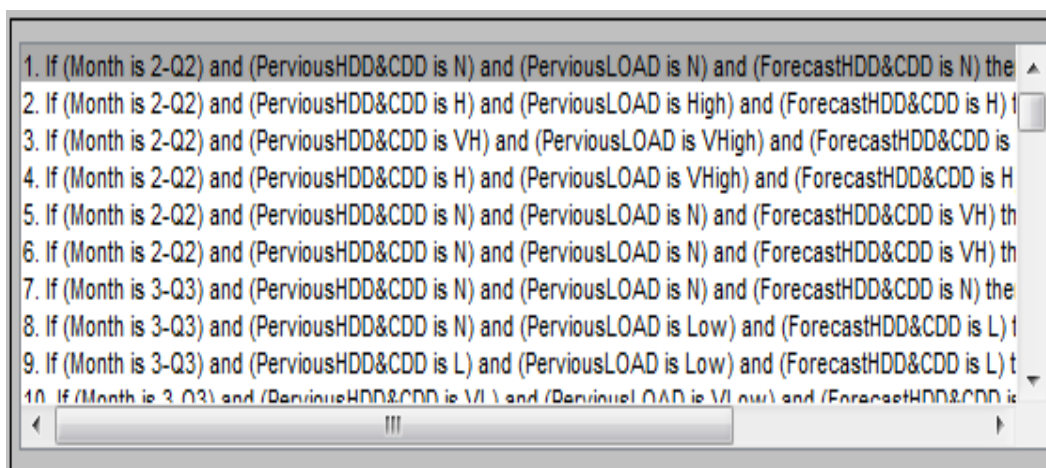 1. If (Month is 2-Q2) and (PerviousHDD&CDD is N) and (PerviousLOAD is N) and (ForecastHDD&CDD is N) the
2. If (Month is 2-Q2) and (PerviousHDD&CDD is H) and (PerviousLOAD is High) and (ForecastHDD&CDD is H) t
3. If (Month is 2-Q2) and (PerviousHDD&CDD is VH) and (PerviousLOAD is VHigh) and (ForecastHDD&CDD is
4. If (Month is 2-Q2) and (PerviousHDD&CDD is H) and (PerviousLOAD is VHigh) and (ForecastHDD&CDD is H
5. If (Month is 2-Q2) and (PerviousHDD&CDD is N) and (PerviousLOAD is N) and (ForecastHDD&CDD is VH) th
6. If (Month is 2-Q2) and (PerviousHDD&CDD is N) and (PerviousLOAD is N) and (ForecastHDD&CDD is VH) th
7. If (Month is 3-Q3) and (PerviousHDD&CDD is N) and (PerviousLOAD is N) and (ForecastHDD&CDD is N) the
8. If (Month is 3-Q3) and (PerviousHDD&CDD is N) and (PerviousLOAD is Low) and (ForecastHDD&CDD is L) t
9. If (Month is 3-Q3) and (PerviousHDD&CDD is L) and (PerviousLOAD is Low) and (ForecastHDD&CDD is L) t
10. If (Month is 3-Q3) and (PerviousHDD&CDD is VL) and (PerviousLOAD is VLow) and (ForecastHDD&CDD is